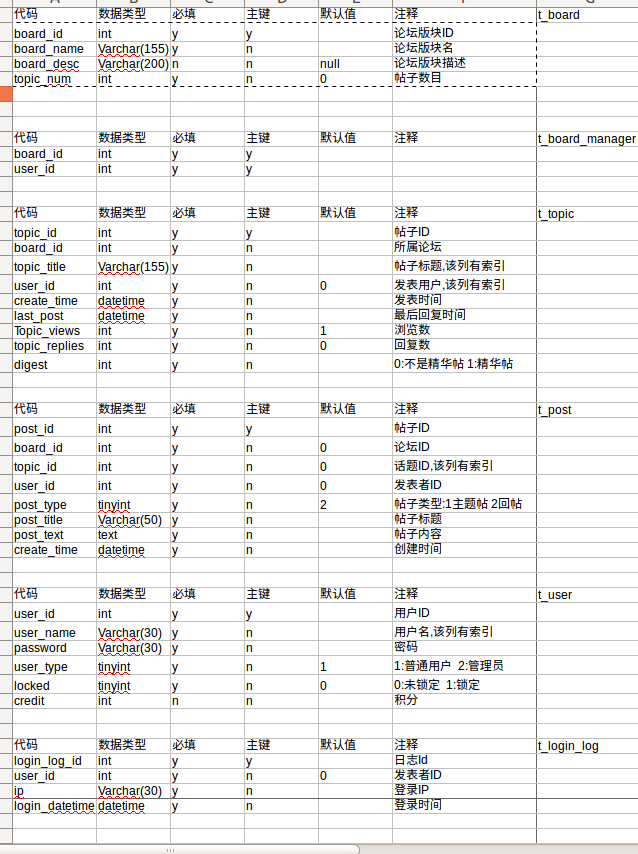 代码 数据类型 必填 主键 默认值 注释 t_board
board_id int y y 论坛版块ID
board_name Varchar(155) y n 论坛版块名
board_desc Varchar(200) n n null 论坛版块描述
topic_num int y n 0 帖子数目
代码 数据类型 必填 主键 默认值 注释 t_board_manager
board_id int y y
user_id int y y
代码 数据类型 必填 主键 默认值 注释 t_topic
topic_id int y y 帖子ID
board_id int y n 所属论坛
topic_title Varchar(155) y n 帖子标题,该列有索引
user_id int y n 0 发表用户,该列有索引
create_time datetime y n 发表时间
last_post datetime y n 最后回复时间
Topic_views int y n 1 浏览数
topic_replies int y n 0 回复数
digest int y n 0:不是精华帖 1:精华帖
代码 数据类型 必填 主键 默认值 注释 t_post
post_id int y y 帖子ID
board_id int y n 0 论坛ID
topic_id int y n 0 话题ID,该列有索引
user_id int y n 0 发表者ID
post_type tinyint y n 2 帖子类型:1主题帖 2回帖
post_title Varchar(50) y n 帖子标题
post_text text y n 帖子内容
create_time datetime y n 创建时间
代码 数据类型 必填 主键 默认值 注释 t_user
user_id int y y 用户ID
user_name Varchar(30) y n 用户名,该列有索引
password Varchar(30) y n 密码
user_type tinyint y n 1 1:普通用户 2:管理员
locked tinyint y n 0 0:未锁定 1:锁定
credit int n n 积分
代码 数据类型 必填 主键 默认值 注释 t_login_log
login_log_id int y y 日志Id
user_id int y n 0 发表者ID
ip Varchar(30) y n 登录IP
login_datetime datetime y n 登录时间